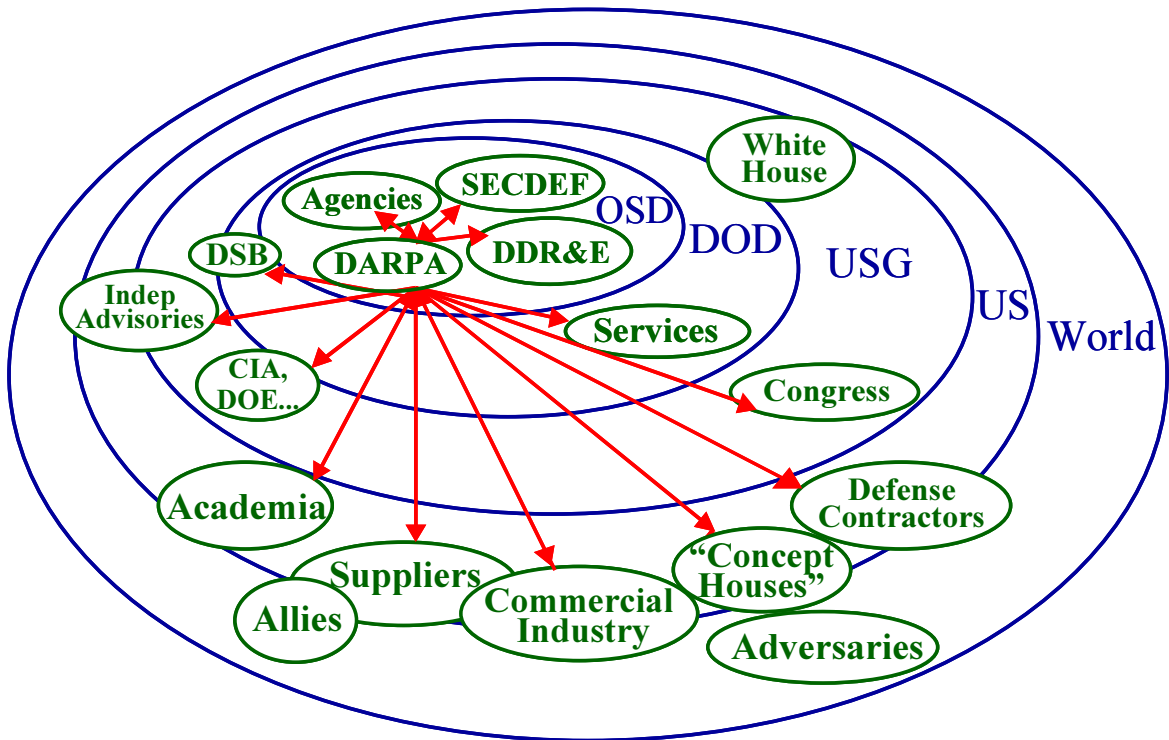 White
House
SECDEF
Agencies
OSD
DOD
DSB
DARPA
DDR&E
USG
Indep
Advisories
US
World
Services
CIA,
DOE...
Congress
Academia
Defense
Contractors
“Concept
Houses”
Suppliers
Commercial
Industry
Allies
Adversaries